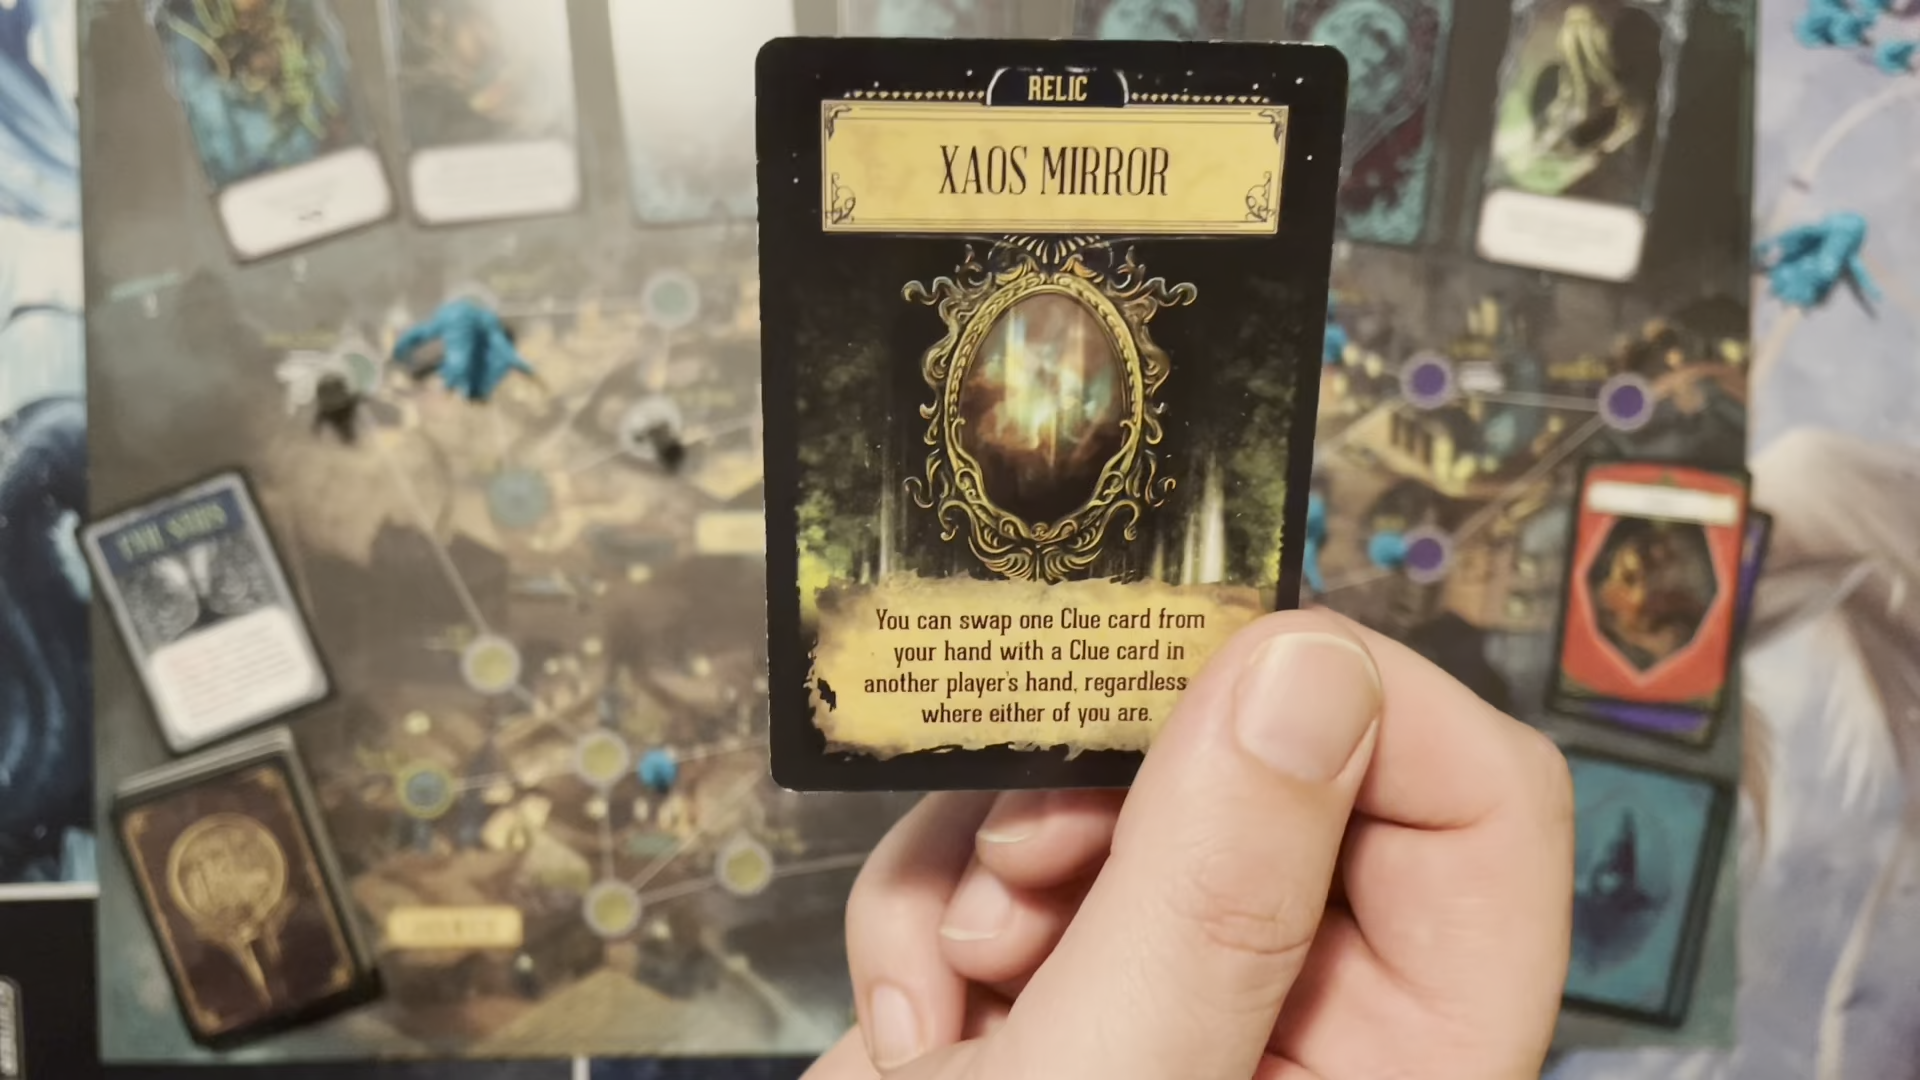 RELIC
XAOS MIRROR
You can swap one Clue card from
your hand with a Clue card in
another player's hand, regardless
where either of you are.